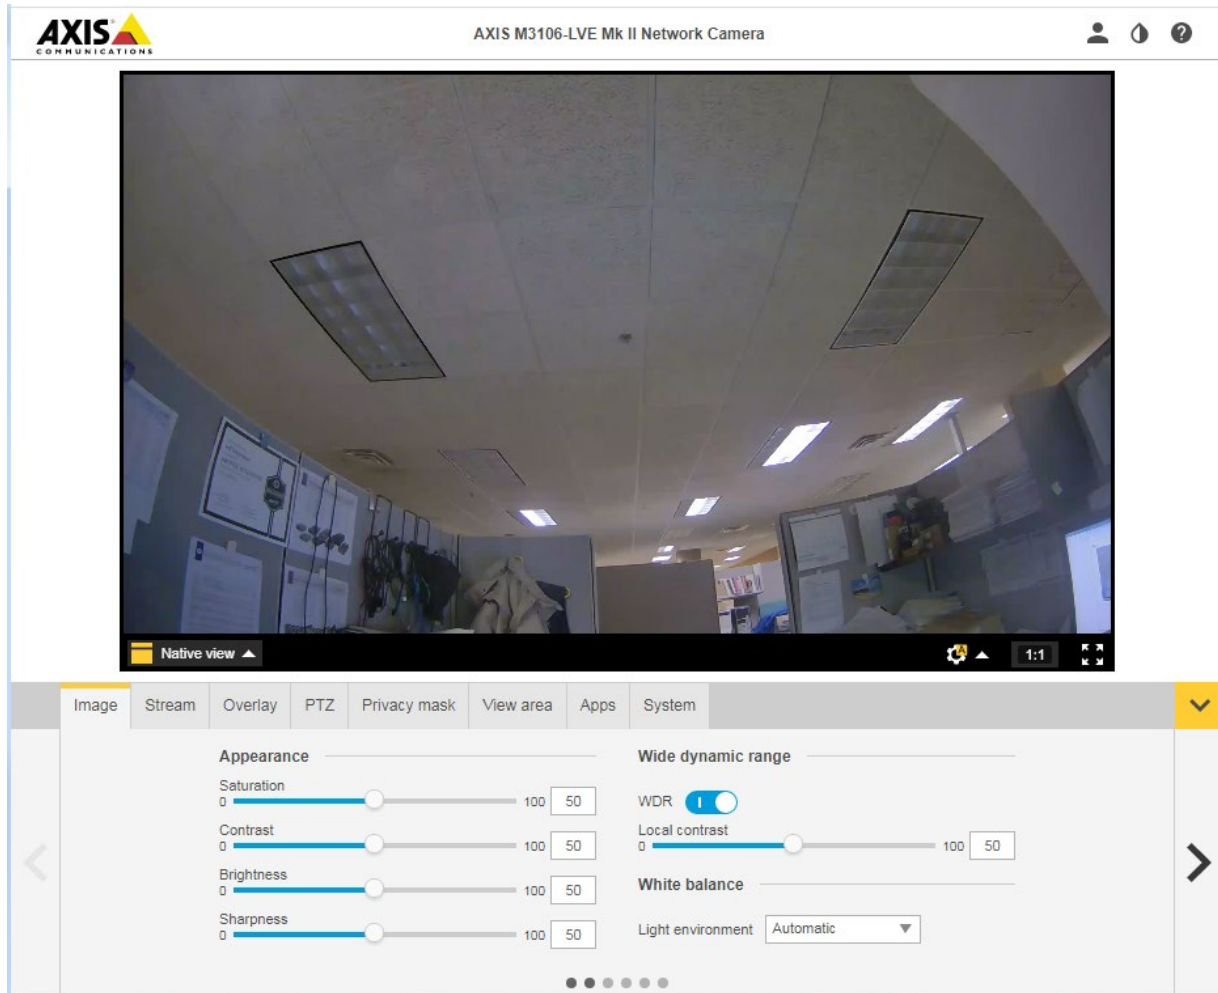 AXIS
COMMUNICATIONS
AXIS M3106-LVE Mk II Network Camera
Native view
A
1:1
Image Stream Overlay PTZ Privacy mask View area Apps System
Appearance
Saturation
0 100 50
Contrast
0 100 50
Brightness
0 100 50
Sharpness
0 100 50
Wide dynamic range
WDR
Local contrast
0 100 50
White balance
Light environment Automatic